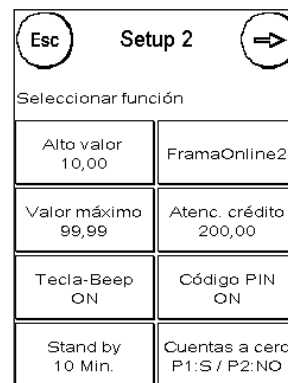 Esc Setup 2
Seleccionar función
Alto valor
10,00
FramaOnline2
Valor máximo
99,99
Atenc. crédito
200,00
Tecla-Beep
ON
Código PIN
ON
Stand by
10 Min.
Cuentas a cero
P1:S / P2:NO